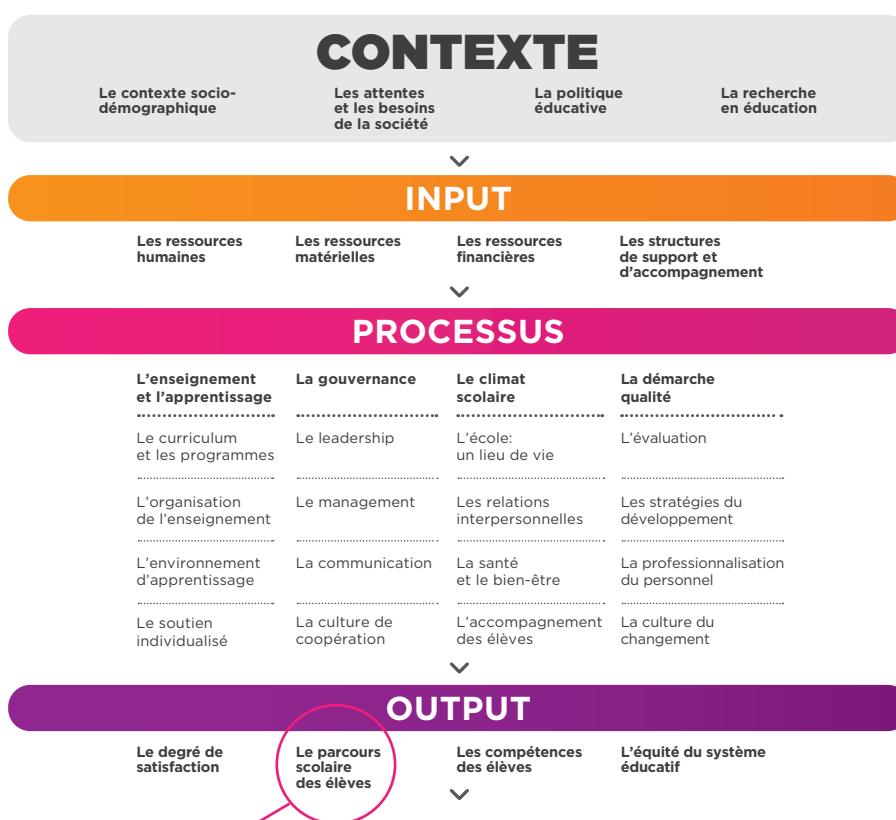 CONTEXTE
Le contexte socio-
démographique
Les attentes
et les besoins
de la société
La politique
éducative
La recherche
en éducation
INPUT
Les ressources
humaines
Les ressources
matérielles
Les ressources
financières
Les structures
de support et
d'accompagnement
PROCESSUS
L'enseignement
et l'apprentissage
La gouvernance
Le climat
scolaire
La démarche
qualité
Le curriculum
et les programmes
Le leadership
L'école:
un lieu de vie
L'évaluation
L'organisation
de l'enseignement
Le management
Les relations
interpersonnelles
Les stratégies du
développement
L'environnement
d'apprentissage
La communication
La santé
et le bien-être
La professionnalisation
du personnel
Le soutien
individualisé
La culture de
coopération
L'accompagnement
des élèves
La culture du
changement
OUTPUT
Le degré de
satisfaction
Le parcours
scolaire
des élèves
Les compétences
des élèves
L'équité du système
éducatif